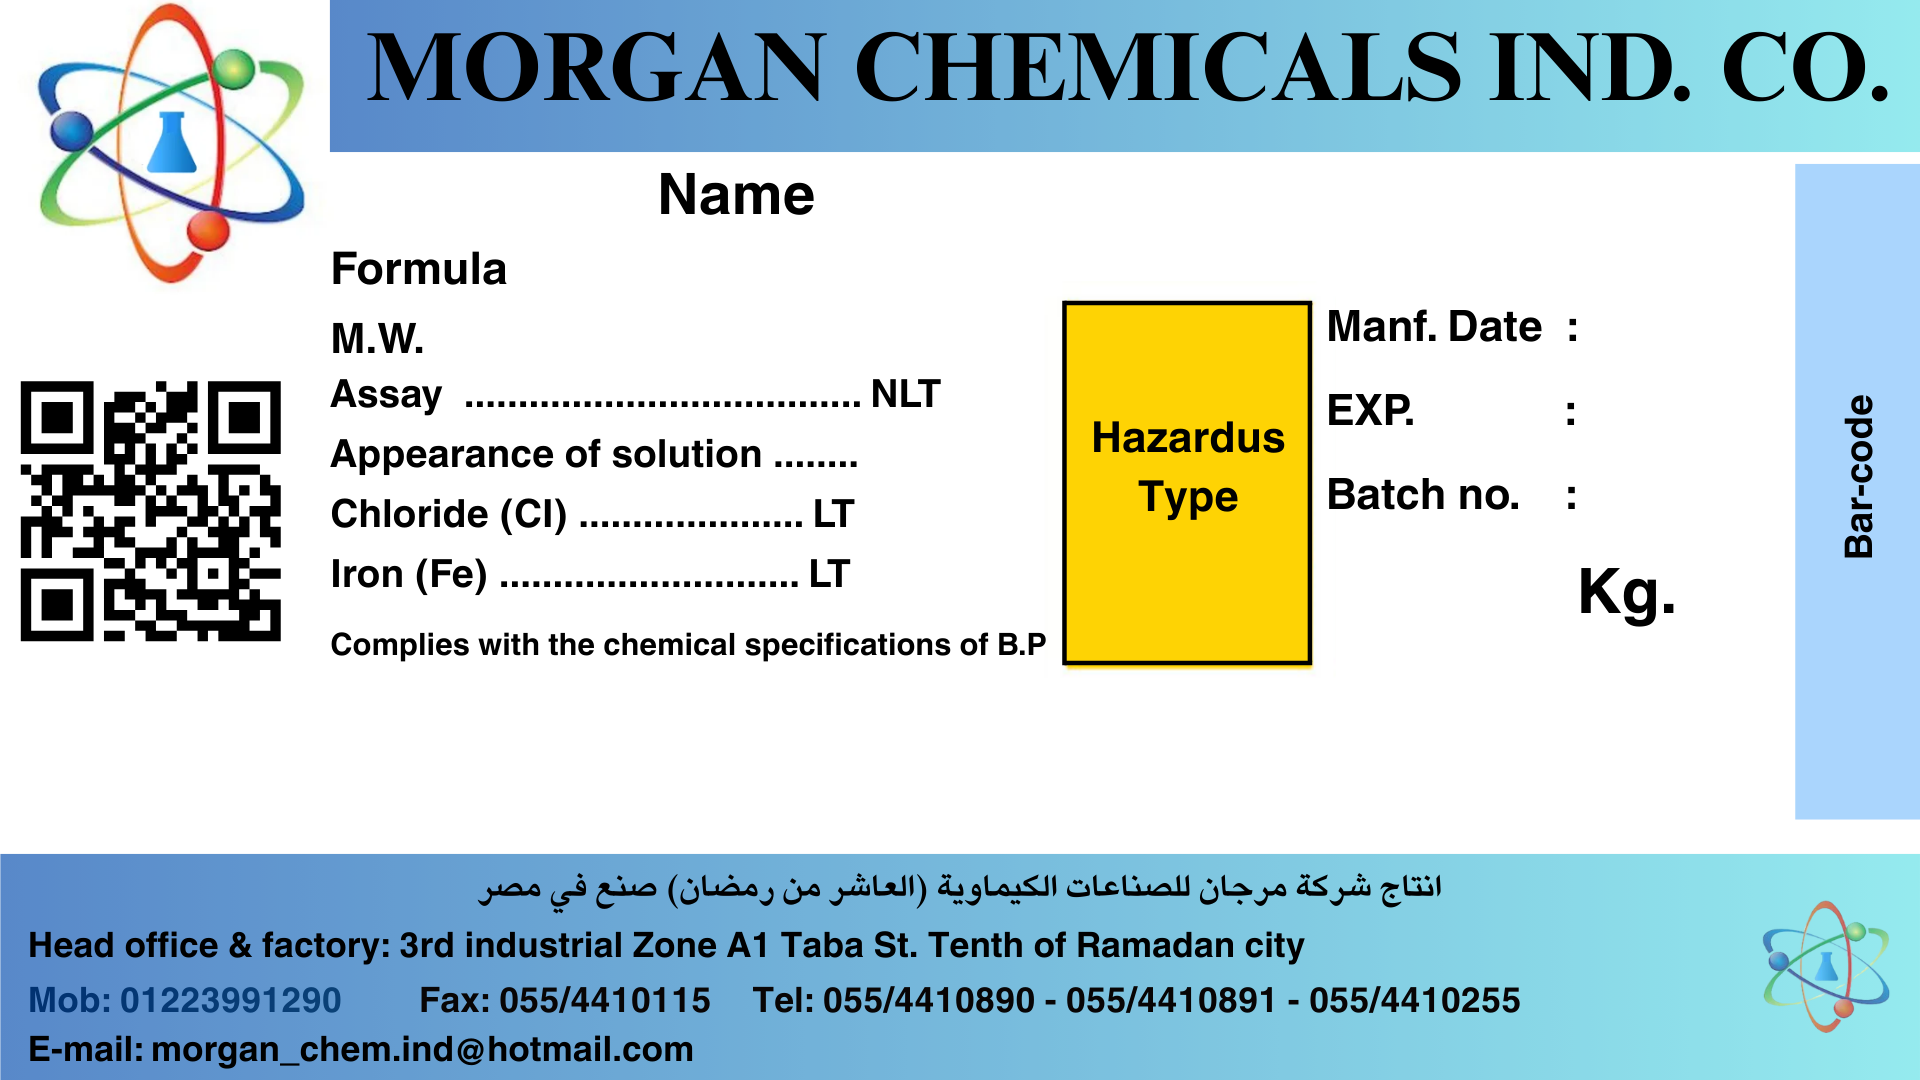 MORGAN CHEMICALS IND. CO.
Name
Formula
M.W.
Assay ..................................... NLT
Appearance of solution ........
Chloride (Cl) ..................... LT
Iron (Fe) ............................ LT
Complies with the chemical specifications of B.P
Hazardus
Type
Manf. Date :
EXP. :
Batch no. :
Kg.
Bar-code
انتاج شركة مرجان للصناعات الكيماوية (العاشر من رمضان) صنع في مصر
Head office & factory: 3rd industrial Zone A1 Taba St. Tenth of Ramadan city
Mob: 01223991290 Fax: 055/4410115 Tel: 055/4410890 - 055/4410891 - 055/4410255
E-mail: morgan_chem.ind@hotmail.com